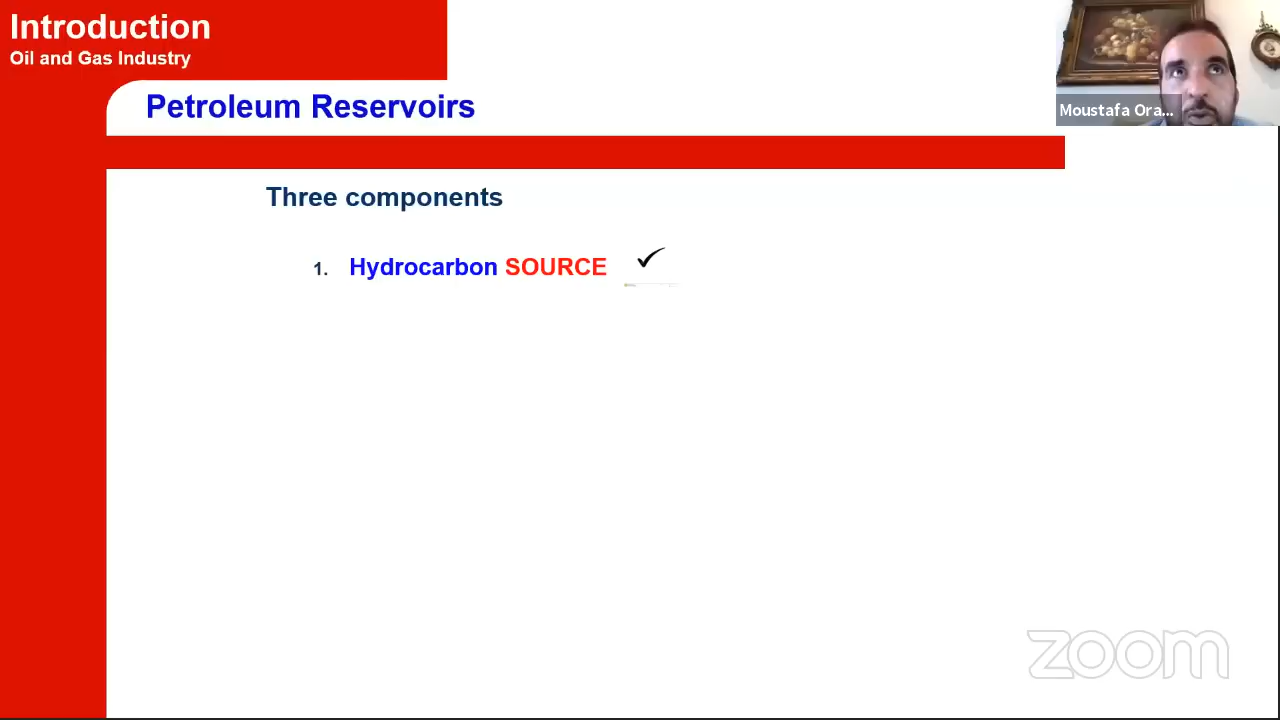 Introduction
Oil and Gas Industry
Petroleum Reservoirs
Moustafa Ora...
Three components
1. Hydrocarbon SOURCE
zoom